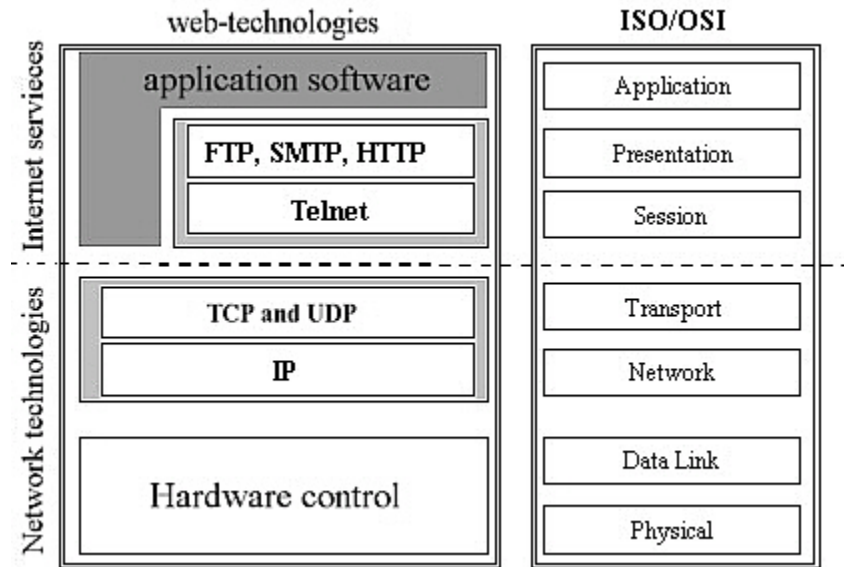 web-technologies
ISO/OSI
Internet servieces
application software
FTP, SMTP, HTTP
Telnet
Application
Presentation
Session
Network technologies
TCP and UDP
IP
Hardware control
Transport
Network
Data Link
Physical